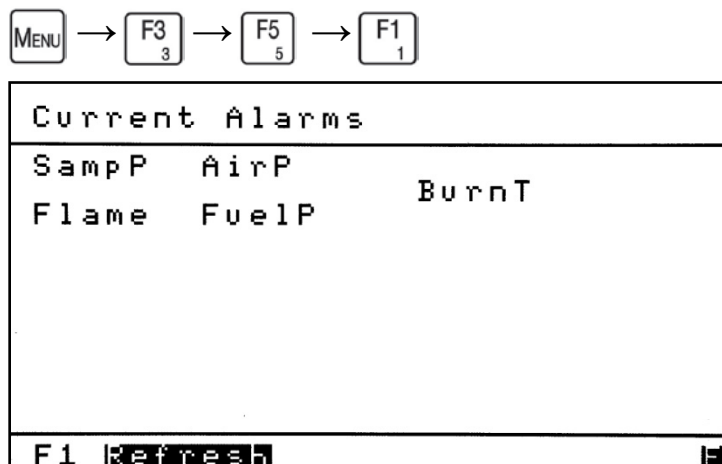 MENU → F3 3 → F5 5 → F1 1
Current Alarms
SampP AirP
BurnT
Flame FuelP
F1 Refresh